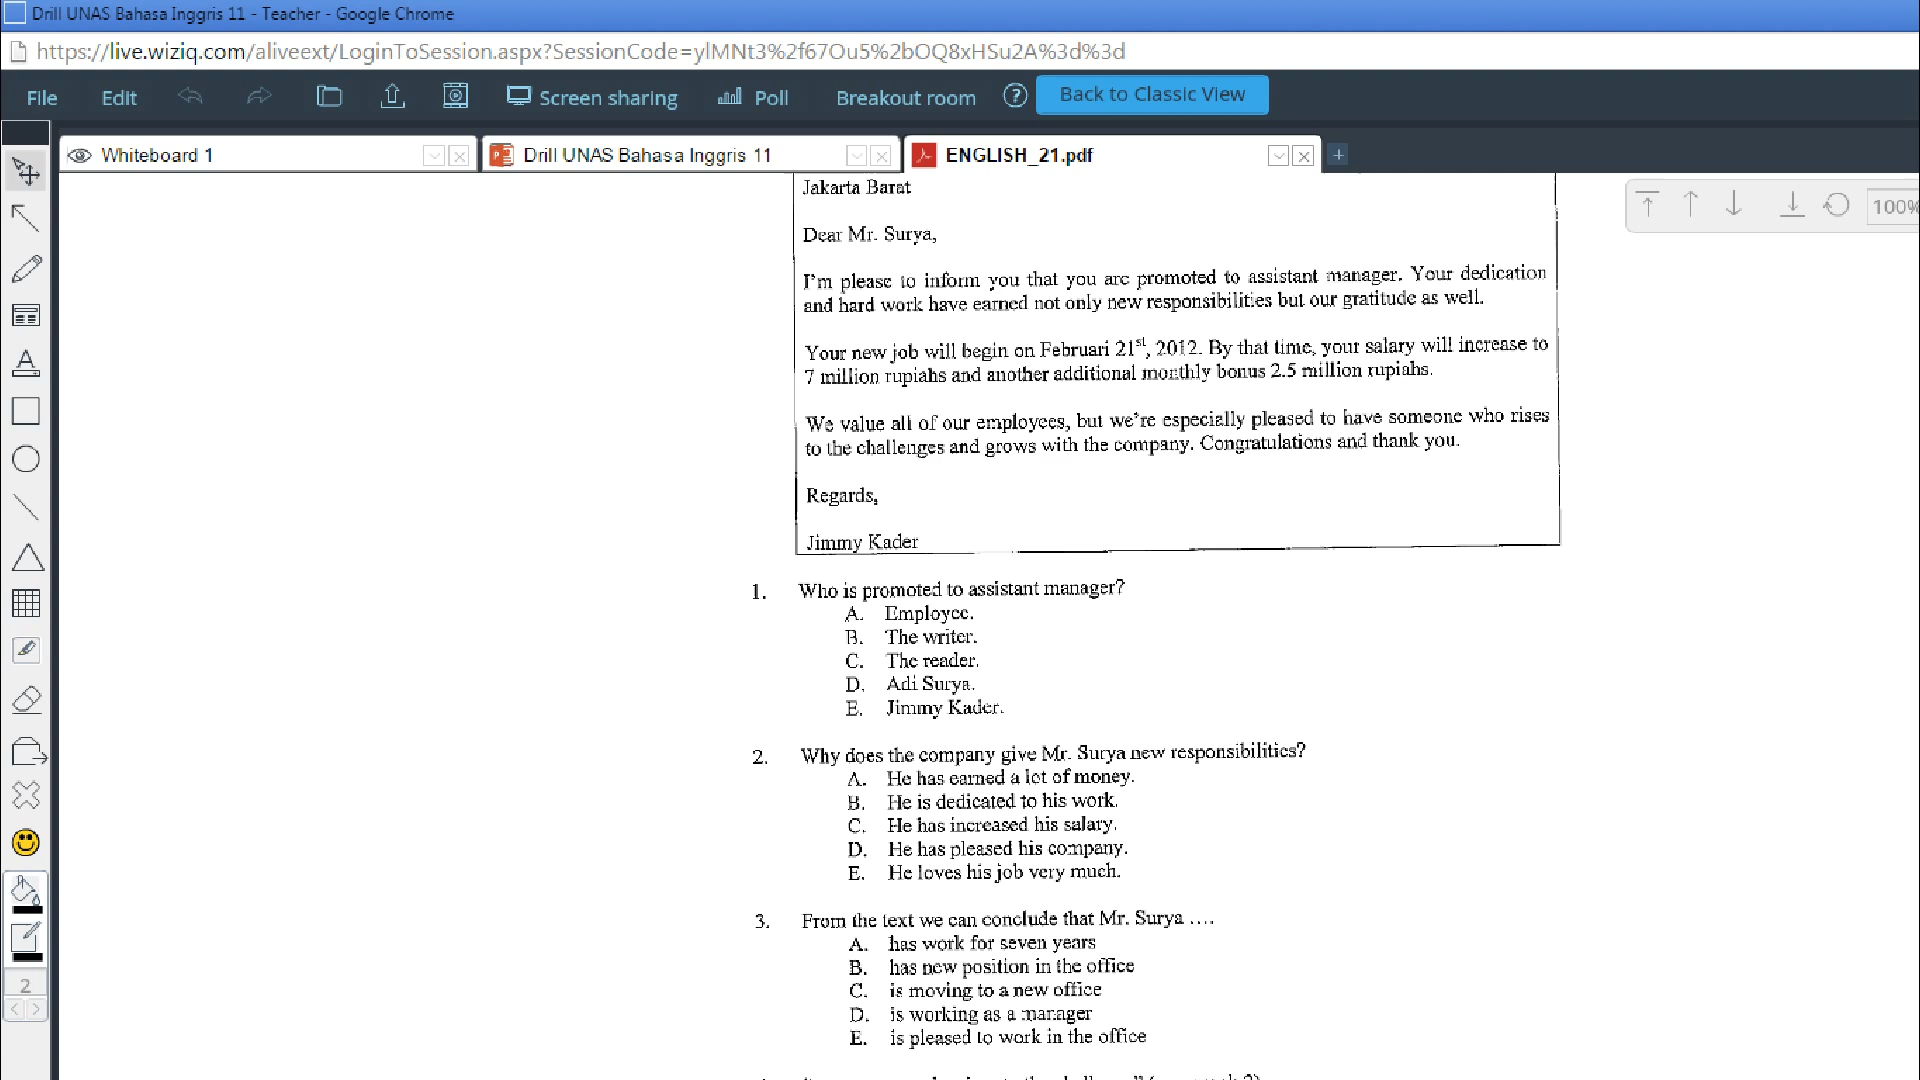 Drill UNAS Bahasa Inggris 11 - Teacher - Google Chrome
https://live.wiziq.com/aliveext/LoginToSession.aspx?SessionCode=ylMNt3%2f67Ou5%2bOQ8xHSu2A%3d%3d
File Edit Screen sharing Poll Breakout room ? Back to Classic View
Whiteboard 1 Drill UNAS Bahasa Inggris 11 ENGLISH_21.pdf +
100%
Jakarta Barat
Dear Mr. Surya,
I'm please to inform you that you are promoted to assistant manager. Your dedication
and hard work have earned not only new responsibilities but our gratitude as well.
Your new job will begin on Februari 21st, 2012. By that time, your salary will increase to
7 million rupiahs and another additional monthly bonus 2.5 million rupiahs.
We value all of our employees, but we're especially pleased to have someone who rises
to the challenges and grows with the company. Congratulations and thank you.
Regards,
Jimmy Kader
1. Who is promoted to assistant manager?
A. Employee.
B. The writer.
C. The reader.
D. Adi Surya.
E. Jimmy Kader.
2. Why does the company give Mr. Surya new responsibilities?
A. He has earned a lot of money.
B. He is dedicated to his work.
C. He has increased his salary.
D. He has pleased his company.
E. He loves his job very much.
3. From the text we can conclude that Mr. Surya ....
A. has work for seven years
B. has new position in the office
C. is moving to a new office
D. is working as a manager
E. is pleased to work in the office
2